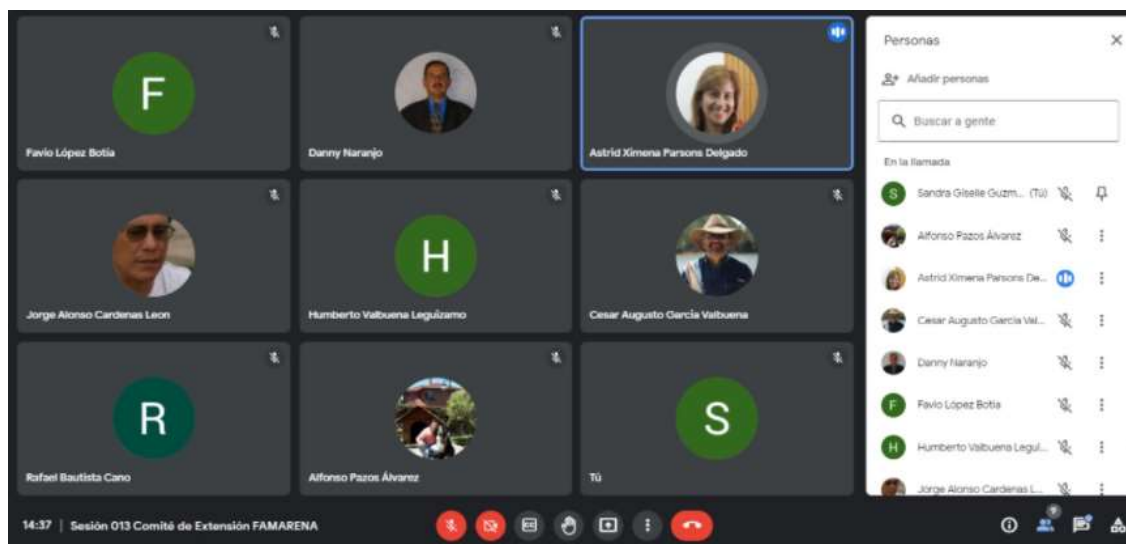 F
Favio López Botia
Danny Naranjo
Astrid Ximena Parsons Delgado
Jorge Alonso Cardenas Leon
H
Humberto Valbuena Leguizamo
Cesar Augusto García Valbuena
R
Rafael Bautista Cano
Alfonso Pazos Álvarez
S
Tú
Personas
Añadir personas
Buscar a gente
En la llamada
S Sandra Giselle Guzm... (Tú)
Alfonso Pazos Álvarez
Astrid Ximena Parsons De...
Cesar Augusto García Val...
Danny Naranjo
F Favio López Botia
H Humberto Valbuena Legui...
Jorge Alonso Cardenas L...
14:37 | Sesión 013 Comité de Extensión FAMARENA
9